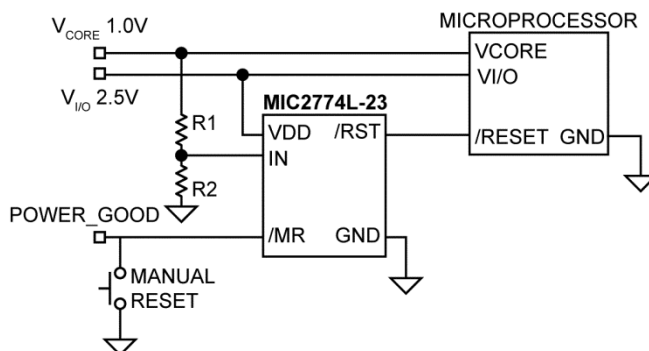 MICROPROCESSOR
VCORE 1.0V
VCORE
VI/O 2.5V
VI/O
MIC2774L-23
R1
VDD
/RST
/RESET
GND
IN
R2
POWER_GOOD
/MR
GND
MANUAL
RESET